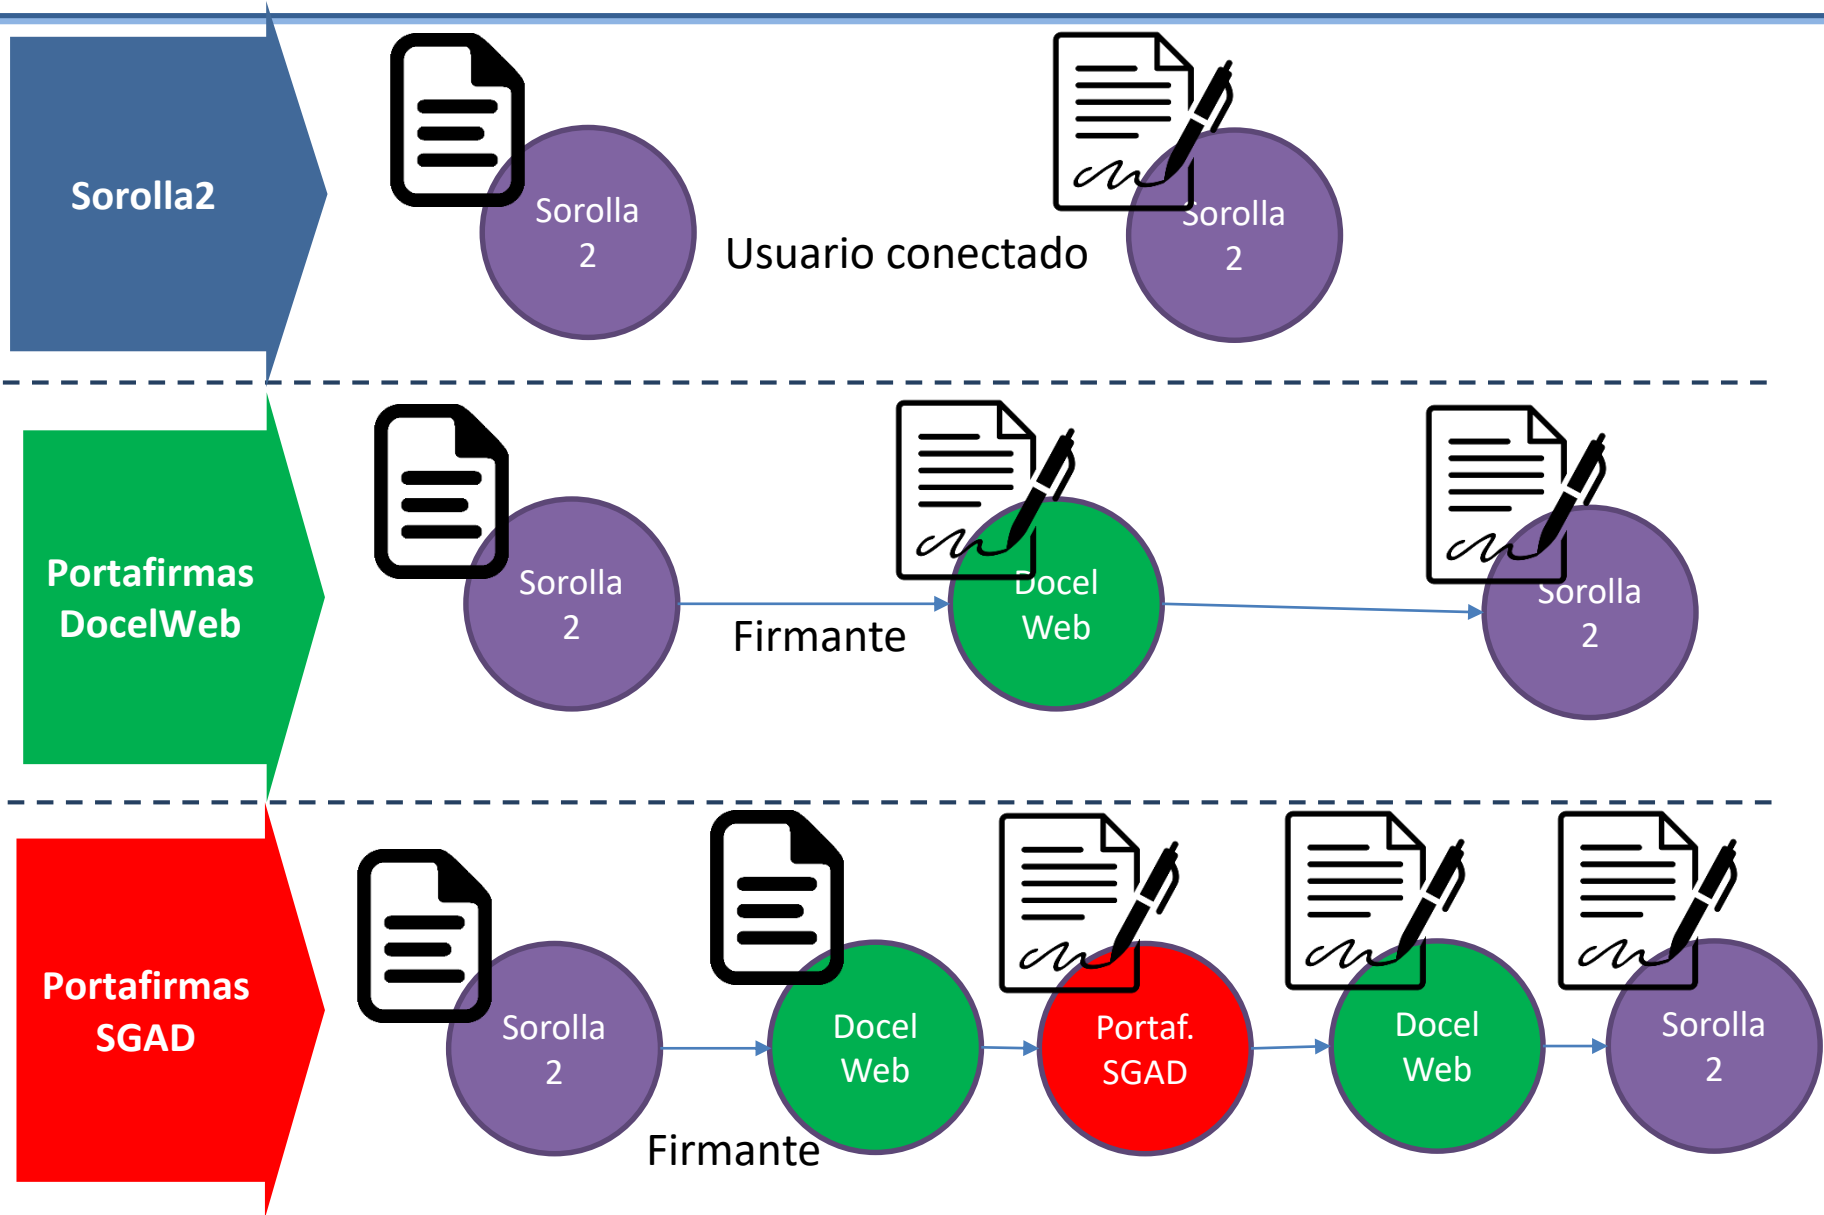 Sorolla2
Sorolla
2
Usuario conectado
Sorolla
2
Portafirmas
DocelWeb
Sorolla
2
Firmante
Docel
Web
Sorolla
2
Portafirmas
SGAD
Sorolla
2
Firmante
Docel
Web
Portaf.
SGAD
Docel
Web
Sorolla
2